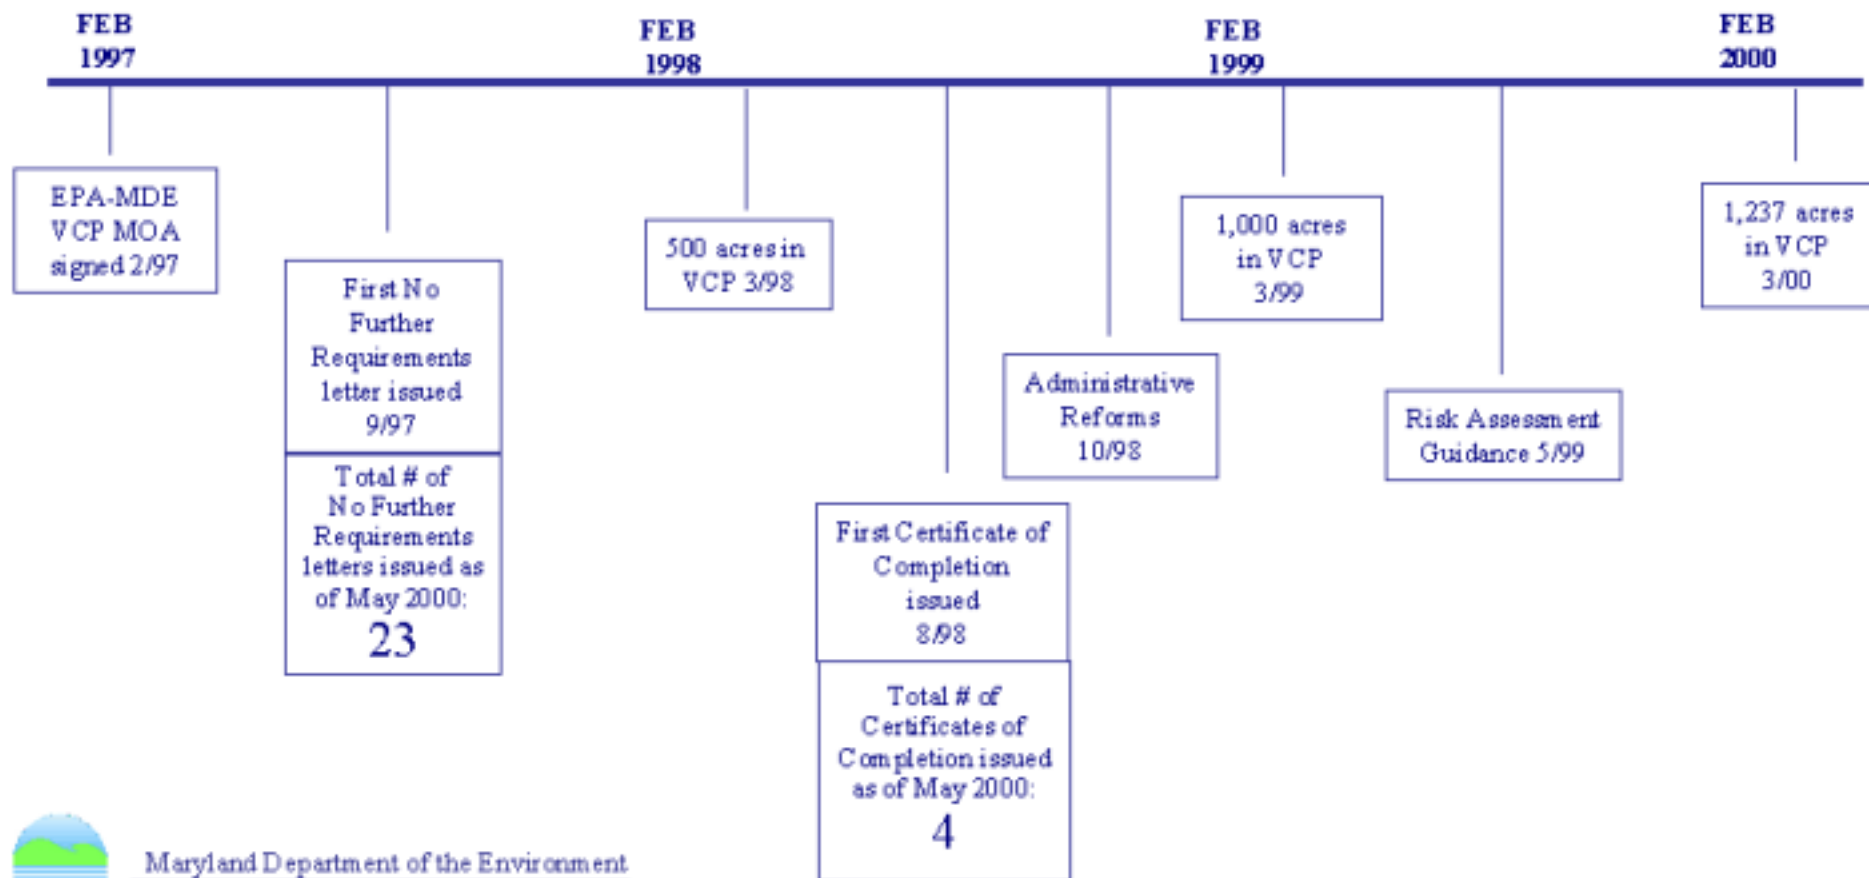 FEB
1997
FEB
1998
FEB
1999
FEB
2000
EPA-MDE
VCP MOA
signed 2/97
First No
Further
Requirements
letter issued
9/97
Total # of
No Further
Requirements
letters issued as
of May 2000:
23
500 acres in
VCP 3/98
First Certificate of
Completion
issued
8/98
Total # of
Certificates of
Completion issued
as of May 2000:
4
Administrative
Reforms
10/98
1,000 acres
in VCP
3/99
Risk Assessment
Guidance 5/99
1,237 acres
in VCP
3/00
Maryland Department of the Environment